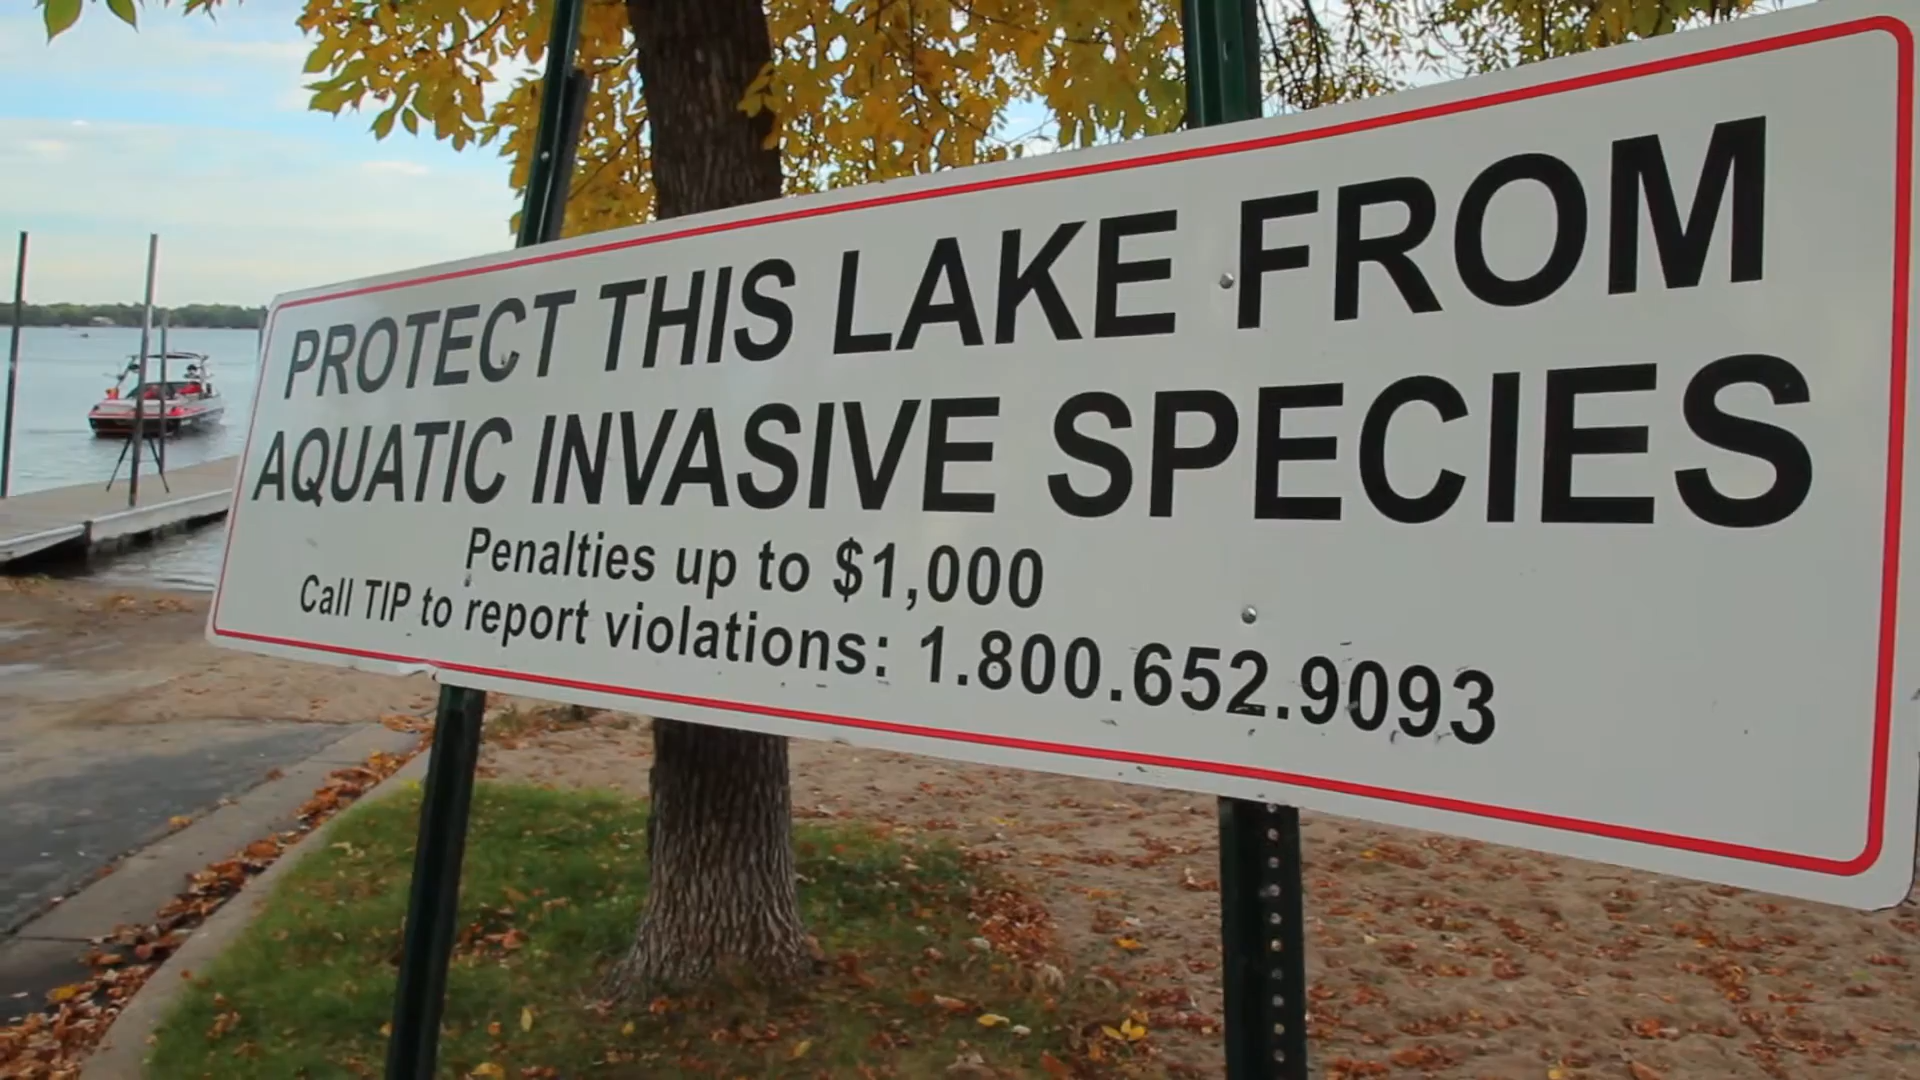 PROTECT THIS LAKE FROM
AQUATIC INVASIVE SPECIES
Penalties up to $1,000
Call TIP to report violations: 1.800.652.9093